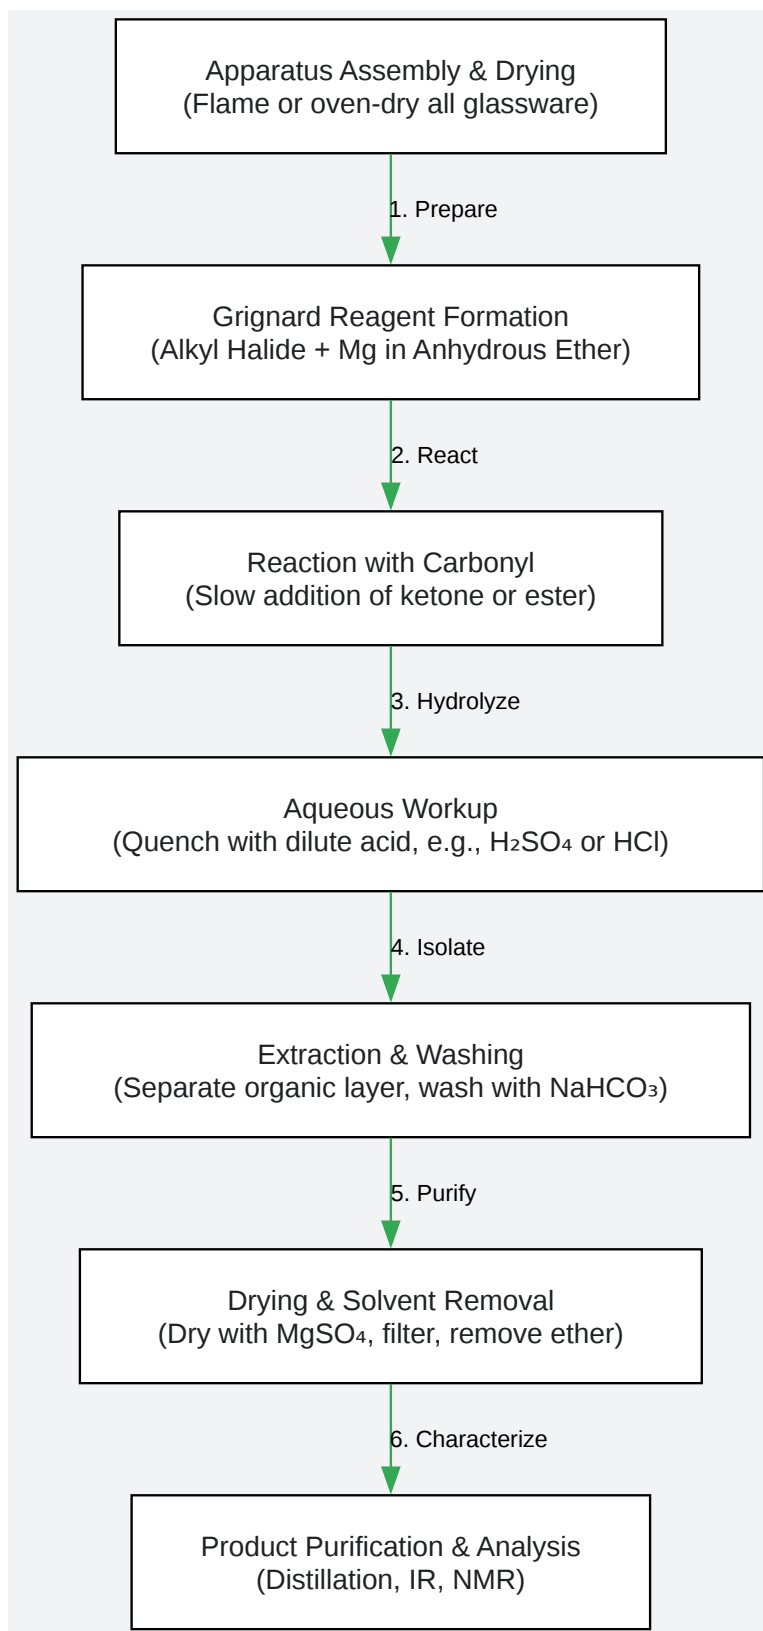 Apparatus Assembly & Drying
(Flame or oven-dry all glassware)
1. Prepare
Grignard Reagent Formation
(Alkyl Halide + Mg in Anhydrous Ether)
2. React
Reaction with Carbonyl
(Slow addition of ketone or ester)
3. Hydrolyze
Aqueous Workup
(Quench with dilute acid, e.g., H₂SO₄ or HCl)
4. Isolate
Extraction & Washing
(Separate organic layer, wash with NaHCO₃)
5. Purify
Drying & Solvent Removal
(Dry with MgSO₄, filter, remove ether)
6. Characterize
Product Purification & Analysis
(Distillation, IR, NMR)